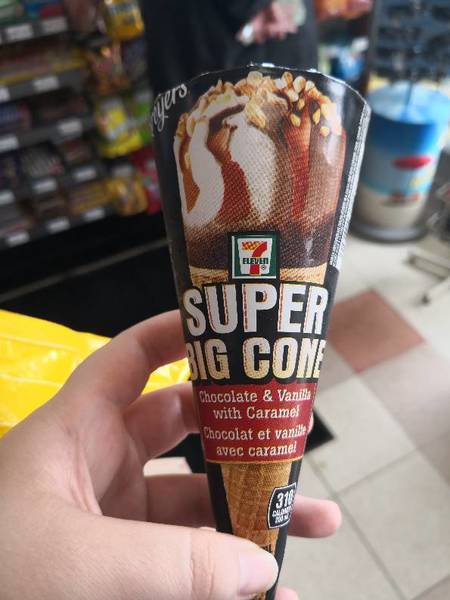 ELEVEN
SUPER
BIG CONE
Chocolate & Vanilla
with Caramel
Chocolat et vanille
avec caramel
310